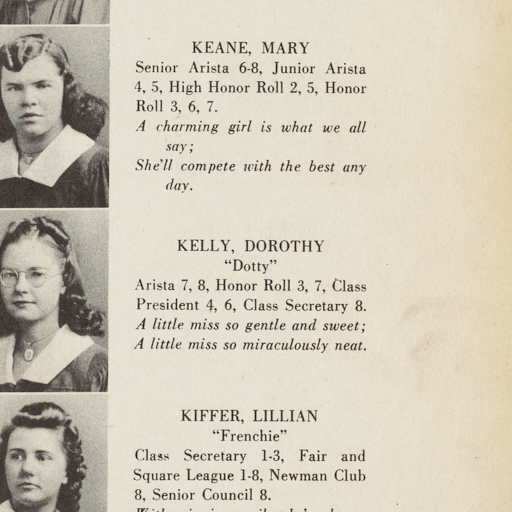 KEANE, MARY
Senior Arista 6-8, Junior Arista
4, 5, High Honor Roll 2, 5, Honor
Roll 3, 6, 7.
A charming girl is what we all
say;
She'll compete with the best any
day.
KELLY, DOROTHY
“Dotty”
Arista 7, 8, Honor Roll 3, 7, Class
President 4, 6, Class Secretary 8.
A little miss so gentle and sweet;
A little miss so miraculously neat.
KIFFER, LILLIAN
“Frenchie”
Class Secretary 1-3, Fair and
Square League 1-8, Newman Club
8, Senior Council 8.